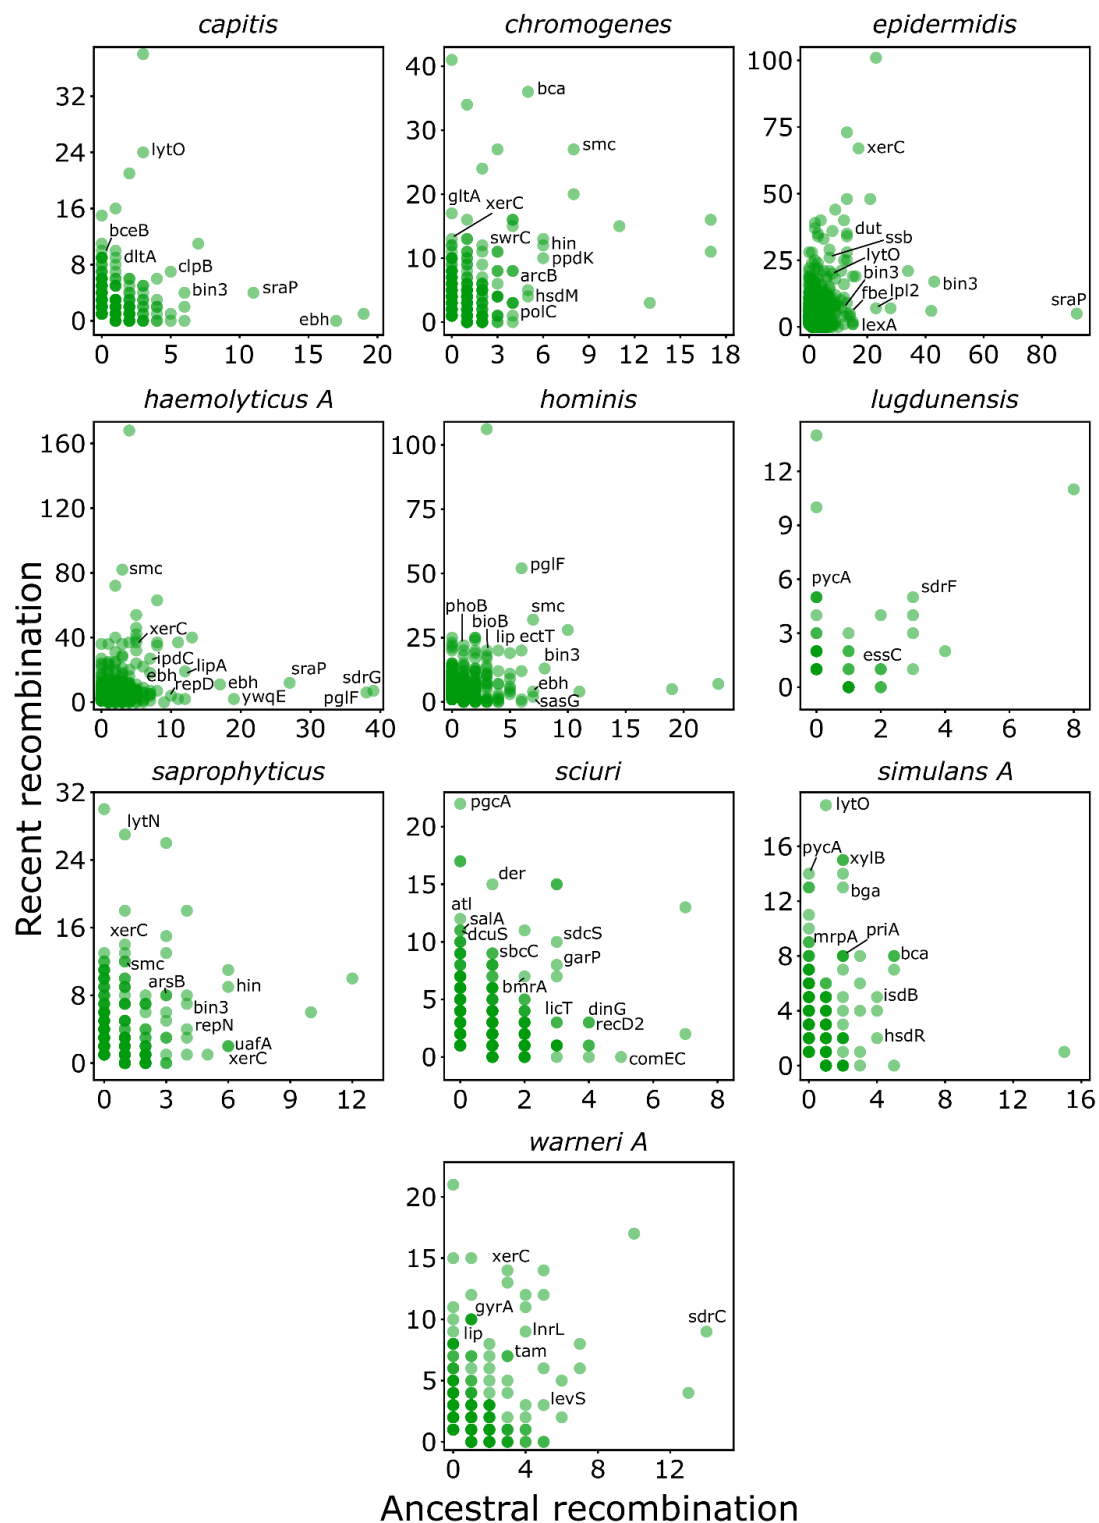 capitis
chromogenes
epidermidis
32
24
16
8
0
lytO
bceB
dltA
clpB
bin3
sraP
ebh
0
5
10
15
20
40
30
20
10
0
bca
smc
gltA
xerC
swrC
hin
ppdK
arcB
hsdM
polC
0
3
6
9
12
15
18
100
75
50
25
0
xerC
dut
ssb
lytO
bin3
fbe
lpl2
bin3
lexA
sraP
0
20
40
60
80
haemolyticus A
hominis
lugdunensis
160
120
80
40
0
smc
xerC
ipdC
lipA
ebh
repD
ebh
ywqE
sraP
sdrG
pglF
0
10
20
30
40
100
75
50
25
0
pglF
smc
phoB
bioB
lip
ectT
bin3
ebh
sasG
0
5
10
15
20
12
9
6
3
0
pycA
sdrF
essC
0
2
4
6
8
Recent recombination
saprophyticus
sciuri
simulans A
32
24
16
8
0
lytN
xerC
smc
arsB
hin
bin3
repN
uafA
xerC
0
3
6
9
12
20
15
10
5
0
pgcA
der
atl
salA
dcuS
sbcC
sdcS
garP
bmrA
licT
dinG
recD2
comEC
0
2
4
6
8
16
12
8
4
0
lytO
pycA
xylB
bga
mrpA
priA
bca
isdB
hsdR
0
4
8
12
16
warneri A
20
15
10
5
0
xerC
gyrA
lip
lnrL
tam
sdrC
levS
0
4
8
12
Ancestral recombination